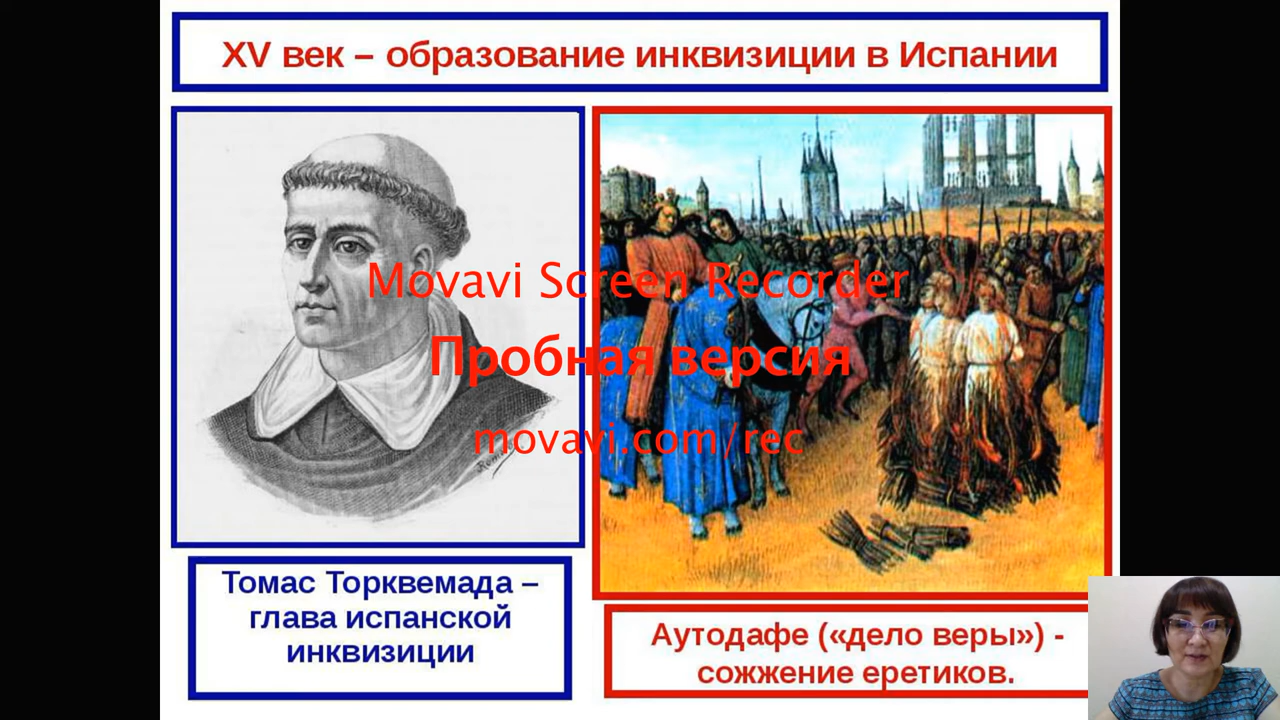 XV век – образование инквизиции в Испании
Movavi Screen Recorder
Пробная версия
movavi.com/rec
Томас Торквемада –
глава испанской
инквизиции
Аутодафе («дело веры») -
сожжение еретиков.